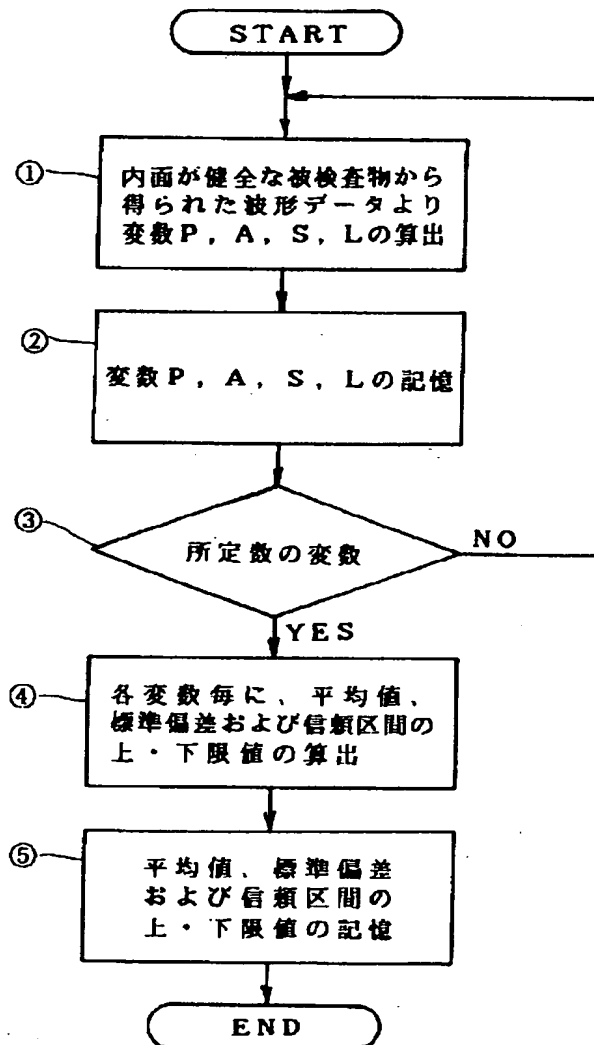 START
①
内面が健全な被検査物から
得られた波形データより
変数P，A，S，Lの算出
②
変数P，A，S，Lの記憶
③
所定数の変数
NO
YES
④
各変数毎に、平均値、
標準偏差および信頼区間の
上・下限値の算出
⑤
平均値、標準偏差
および信頼区間の
上・下限値の記憶
END